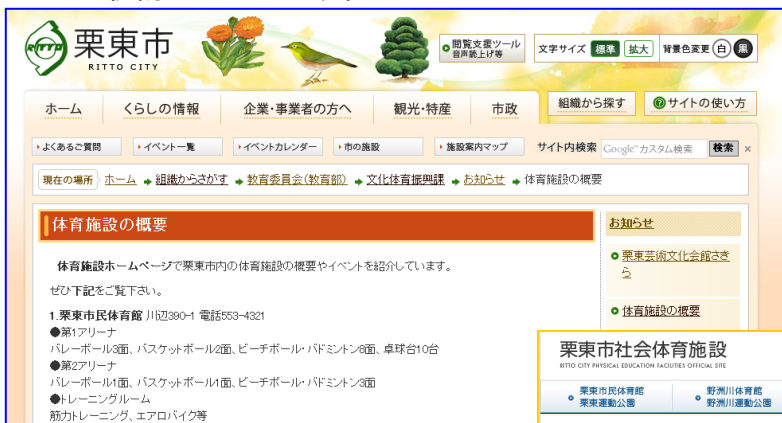 RITTO
栗東市
RITTO CITY
閲覧支援ツール
音声読上げ等
文字サイズ 標準 拡大 背景色変更 白 黒
ホーム くらしの情報 企業・事業者の方へ 観光・特産 市政 組織から探す サイトの使い方
よくあるご質問 イベント一覧 イベントカレンダー 市の施設 施設案内マップ サイト内検索 Google カスタム検索 検索 ×
現在の場所 ホーム 組織からさがす 教育委員会(教育部) 文化体育振興課 お知らせ 体育施設の概要
体育施設の概要
体育施設ホームページで栗東市内の体育施設の概要やイベントを紹介しています。
ぜひ下記をご覧下さい。
1.栗東市民体育館 川辺390-1 電話553-4321
●第1アリーナ
バレーボール3面、バスケットボール2面、ビーチボール・バドミントン8面、卓球台10台
●第2アリーナ
バレーボール1面、バスケットボール1面、ビーチボール・バドミントン3面
●トレーニングルーム
筋力トレーニング、エアロバイク等
お知らせ
栗東芸術文化会館さき
ら
体育施設の概要
栗東市社会体育施設
RITTO CITY PHYSICAL EDUCATION FACILITIES OFFICIAL SITE
栗東市民体育館
栗東運動公園
野洲川体育館
野洲川運動公園